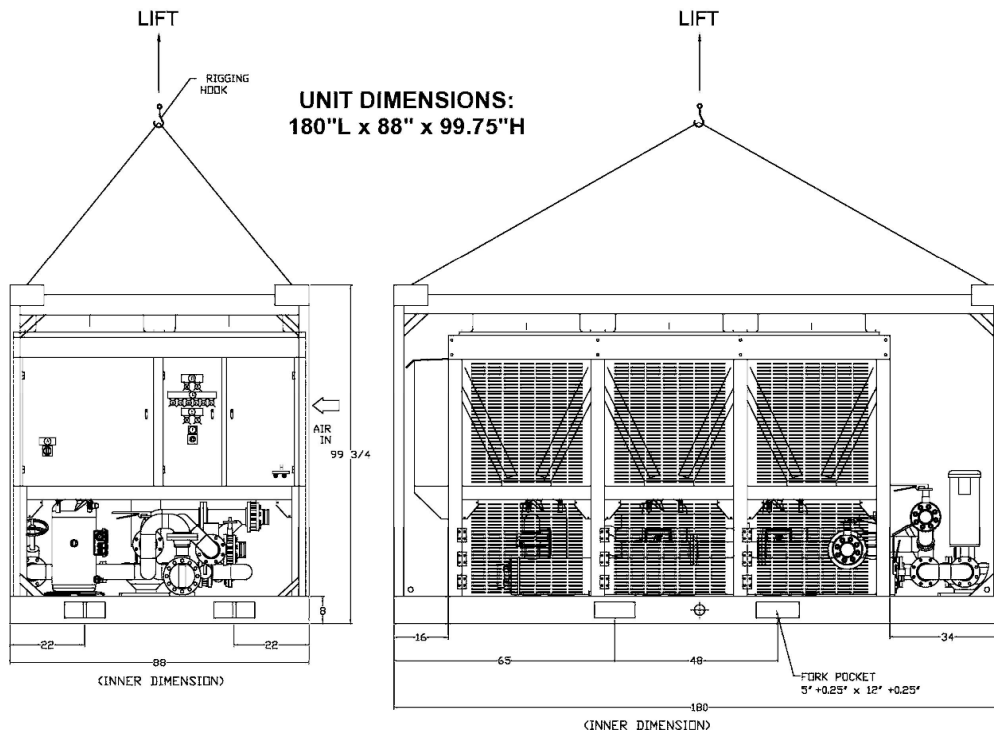 LIFT
LIFT
RIGGING
HOOK
UNIT DIMENSIONS:
180"L x 88" x 99.75"H
AIR
IN
99 3/4
8
22
22
88
(INNER DIMENSION)
16
34
65
48
FORK POCKET
5" +0.25" x 12" +0.25"
180
(INNER DIMENSION)